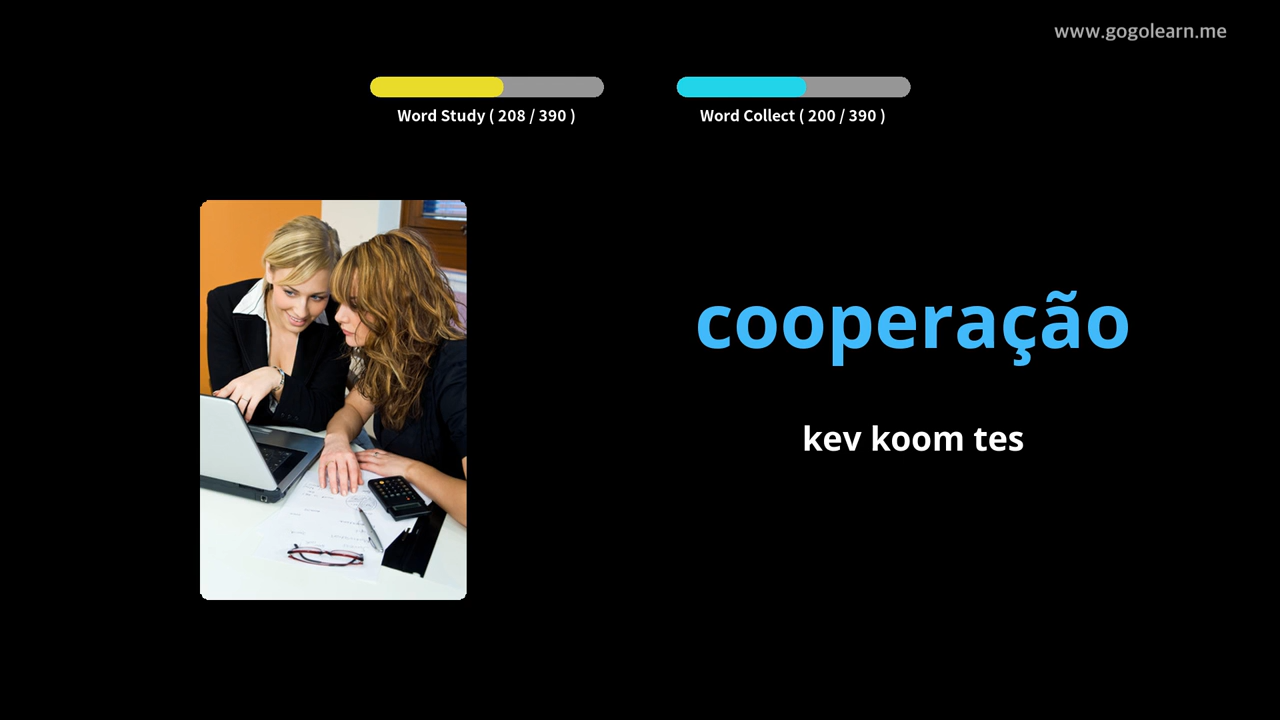 www.gogolearn.me
Word Study ( 208 / 390 )
Word Collect ( 200 / 390 )
cooperação
kev koom tes